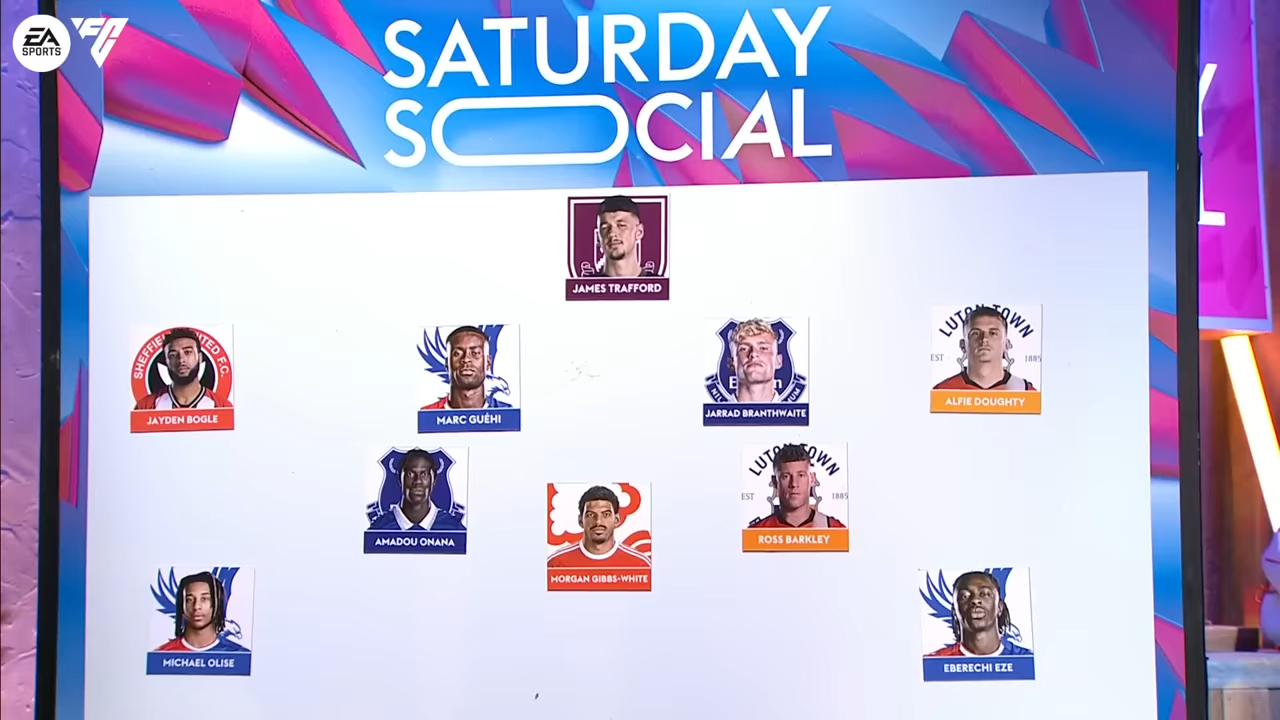 EA
SPORTS
FC
SATURDAY
SOCIAL
JAMES TRAFFORD
SHEFFIELD UNITED F.C.
JAYDEN BOGLE
MARC GUÉHI
JARRAD BRANTHWAITE
LUTON TOWN
EST 1885
ALFIE DOUGHTY
AMADOU ONANA
MORGAN GIBBS-WHITE
LUTON TOWN
EST 1885
ROSS BARKLEY
MICHAEL OLISE
EBERECHI EZE